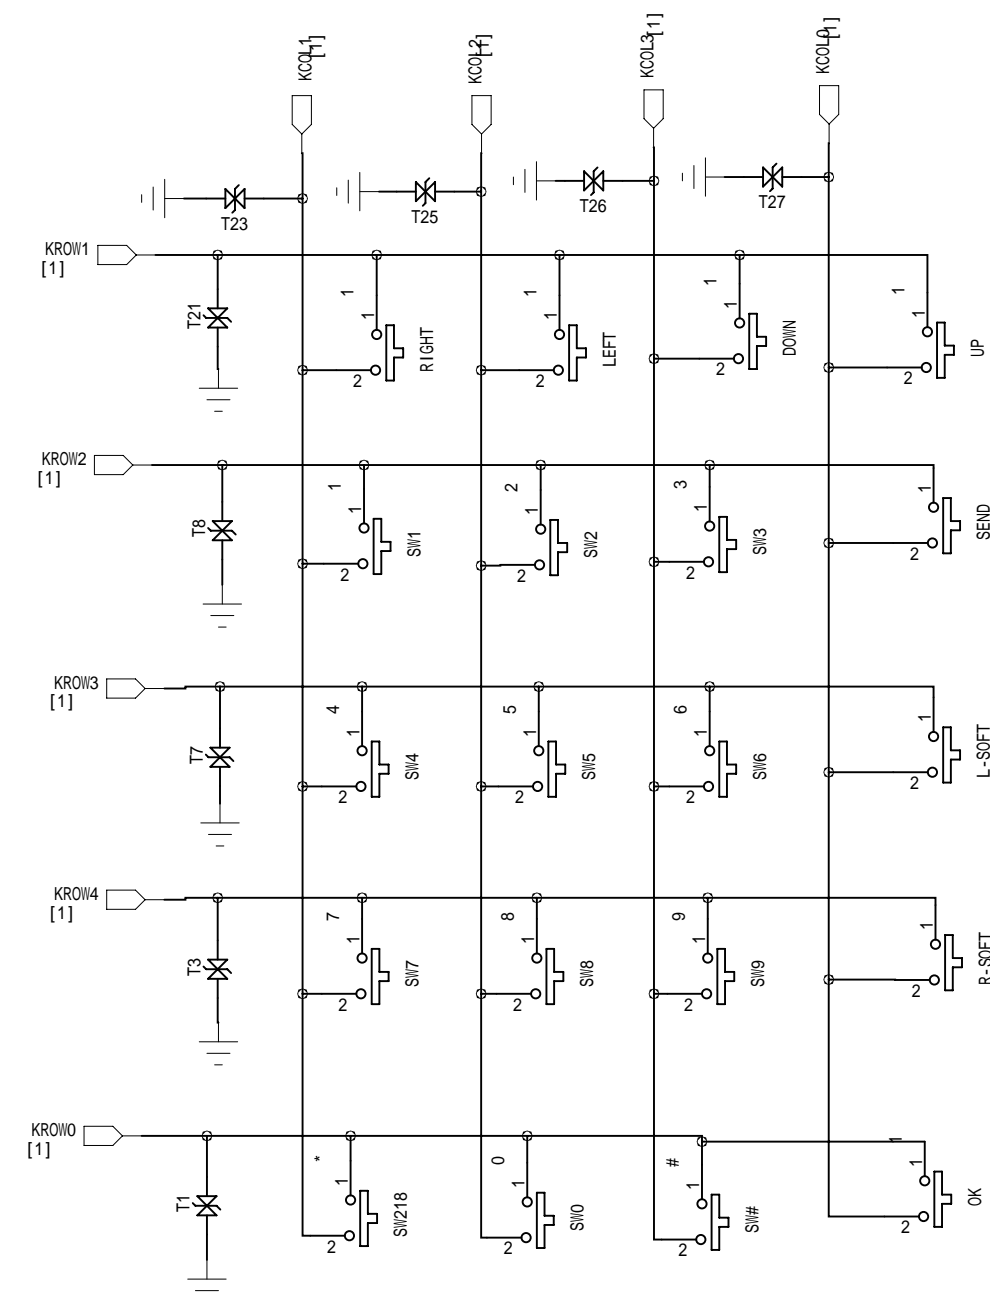 KCOL1
[1]
KCOL2
[1]
KCOL3
[1]
KCOL0
[1]
T23
T25
T26
T27
KROW1
[1]
T21
1
1
2
RIGHT
1
1
2
LEFT
1
1
2
DOWN
1
1
2
UP
KROW2
[1]
T8
1
1
2
SW1
2
1
2
SW2
3
1
2
SW3
1
2
SEND
KROW3
[1]
T7
4
1
2
SW4
5
1
2
SW5
6
1
2
SW6
1
2
L-SOFT
KROW4
[1]
T3
7
1
2
SW7
8
1
2
SW8
9
1
2
SW9
1
2
R-SOFT
KROW0
[1]
T1
*
1
2
SW218
0
1
2
SW0
#
1
2
SW#
1
1
2
OK